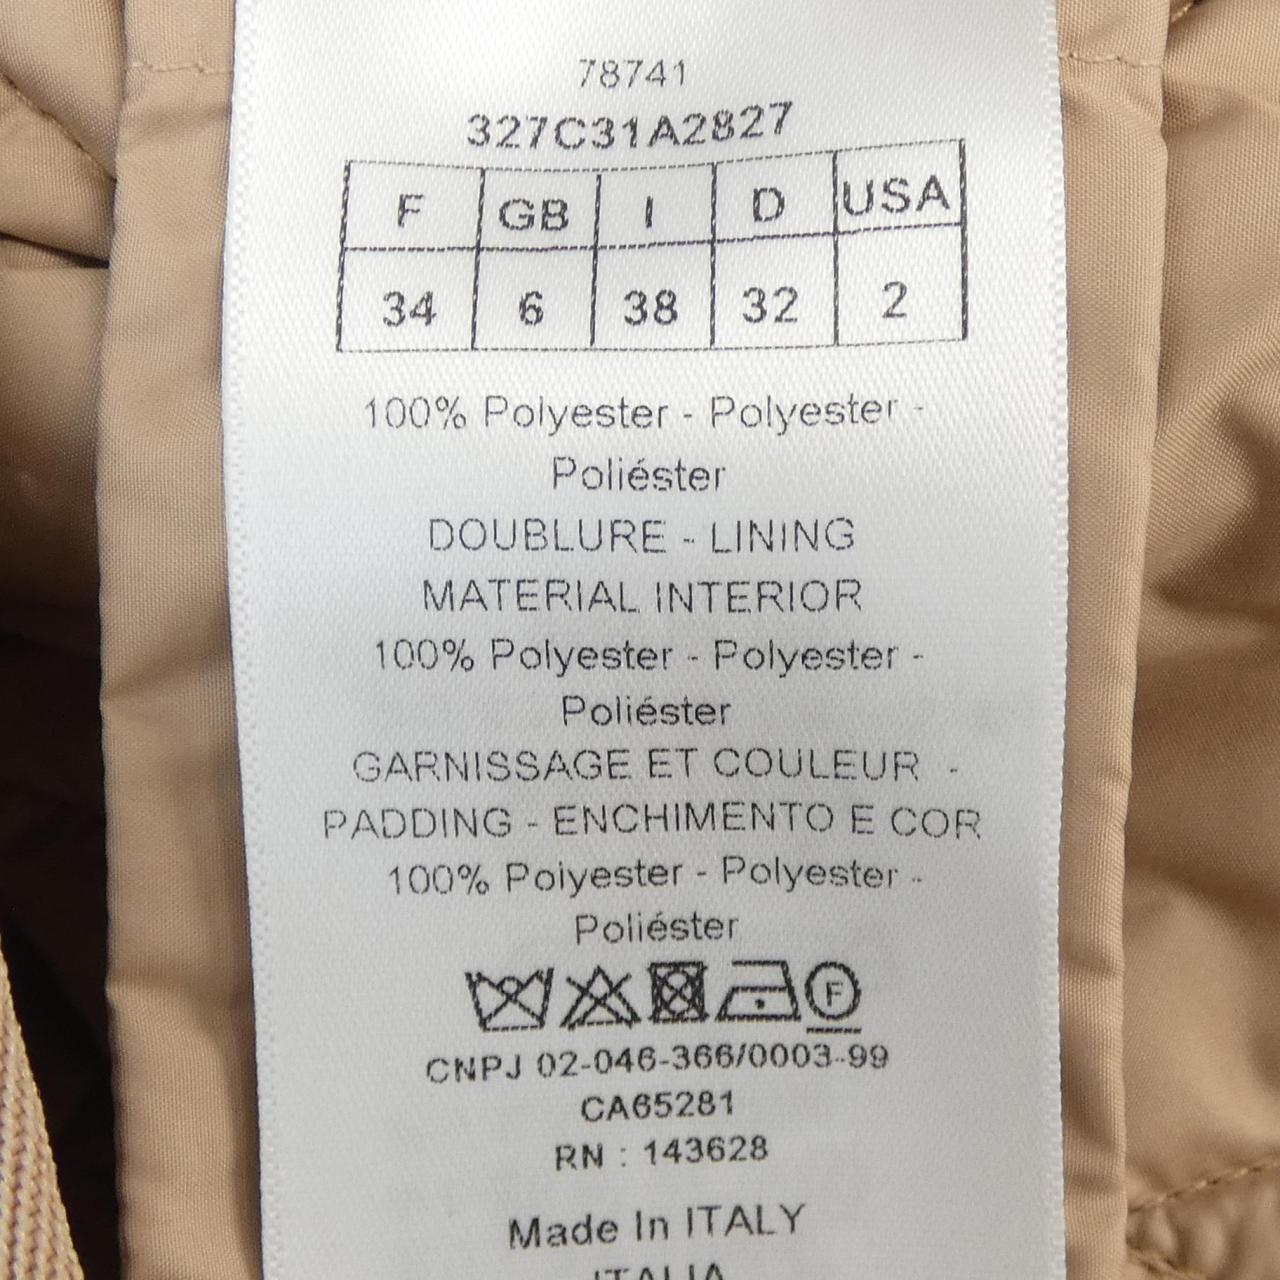 78741
327C31A2827
F GB I D USA
34 6 38 32 2
100% Polyester - Polyester -
Poliéster
DOUBLURE - LINING
MATERIAL INTERIOR
100% Polyester - Polyester -
Poliéster
GARNISSAGE ET COULEUR -
PADDING - ENCHIMENTO E COR
100% Polyester - Polyester -
Poliéster
F
CNPJ 02-046-366/0003-99
CA65281
RN : 143628
Made In ITALY
ITALIA